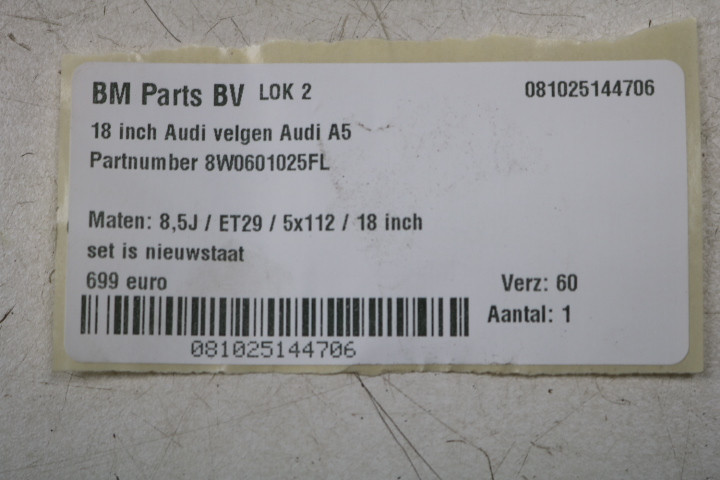 BM Parts BV LOK 2 081025144706
18 inch Audi velgen Audi A5
Partnumber 8W0601025FL
Maten: 8,5J / ET29 / 5x112 / 18 inch
set is nieuwstaat
699 euro Verz: 60
Aantal: 1
081025144706